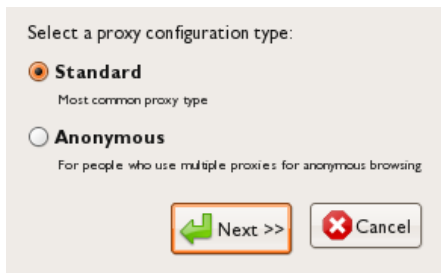 Select a proxy configuration type:
Standard
Most common proxy type
Anonymous
For people who use multiple proxies for anonymous browsing
Next >>
Cancel